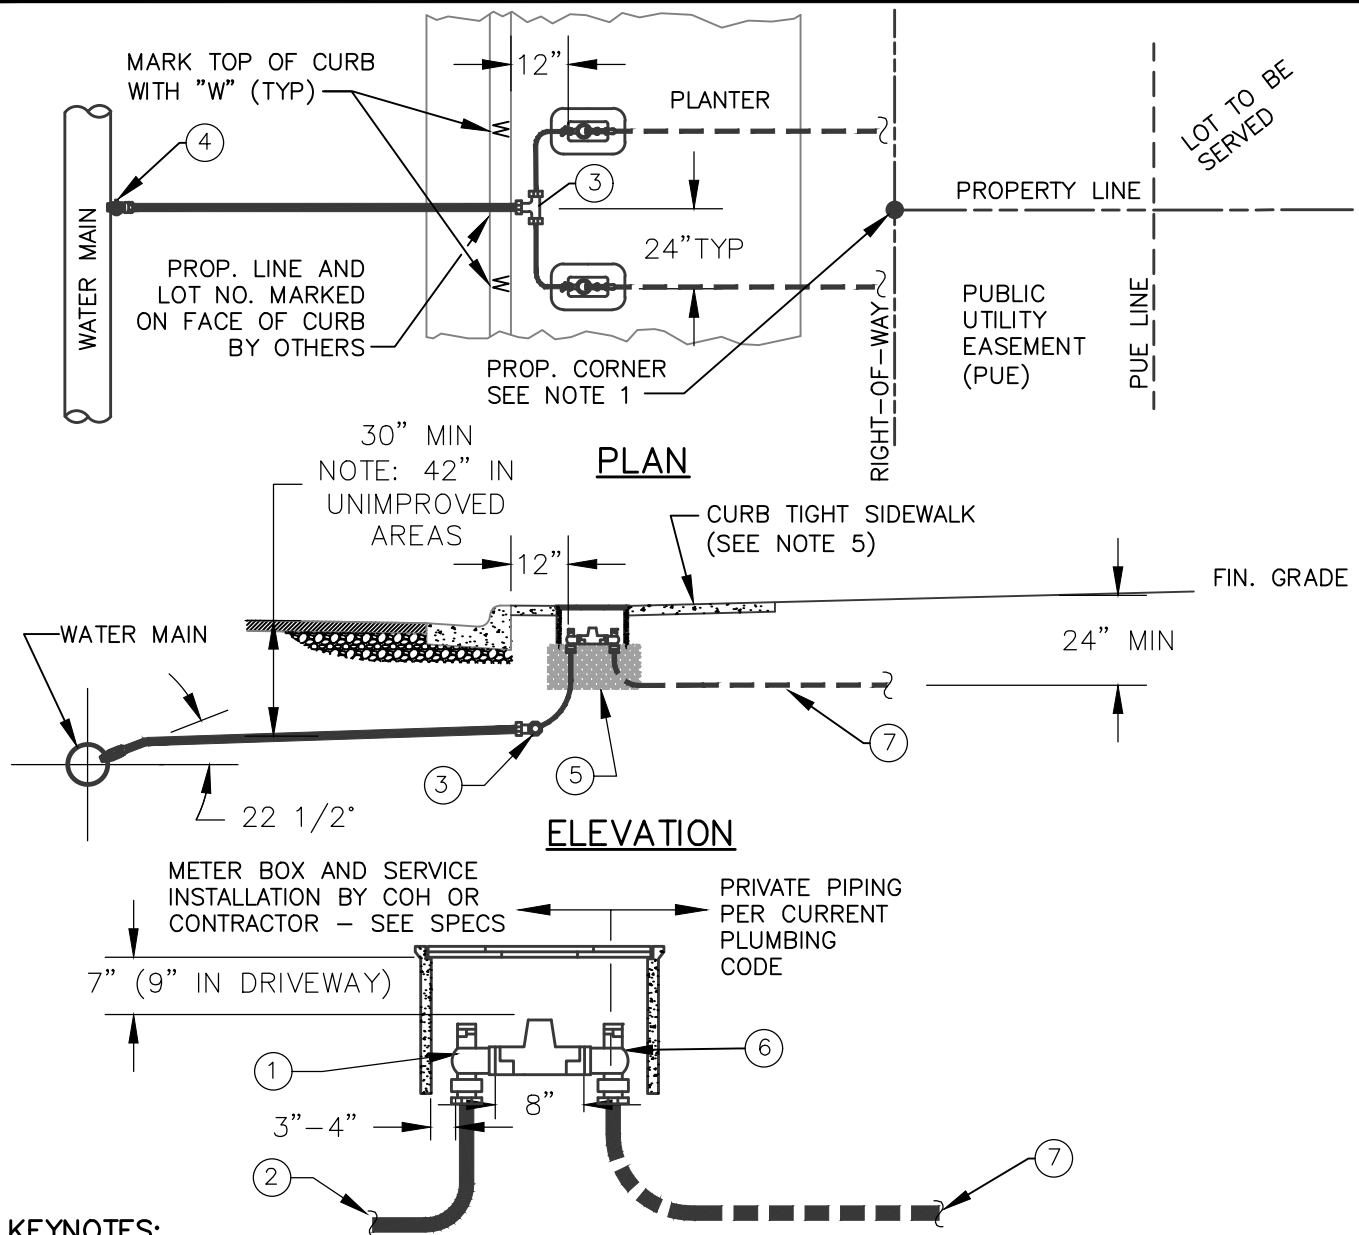 MARK TOP OF CURB
WITH "W" (TYP)
12"
PLANTER
LOT TO BE
SERVED
4
W
3
PROPERTY LINE
WATER MAIN
24"TYP
PROP. LINE AND
LOT NO. MARKED
ON FACE OF CURB
BY OTHERS
W
PUBLIC
UTILITY
EASEMENT
(PUE)
PUE LINE
RIGHT-OF-WAY
PROP. CORNER
SEE NOTE 1
PLAN
30" MIN
NOTE: 42" IN
UNIMPROVED
AREAS
CURB TIGHT SIDEWALK
(SEE NOTE 5)
12"
FIN. GRADE
WATER MAIN
24" MIN
7
3
5
22 1/2°
ELEVATION
METER BOX AND SERVICE
INSTALLATION BY COH OR
CONTRACTOR - SEE SPECS
PRIVATE PIPING
PER CURRENT
PLUMBING
CODE
7" (9" IN DRIVEWAY)
1
6
8"
3"-4"
2
7
KEYNOTES: